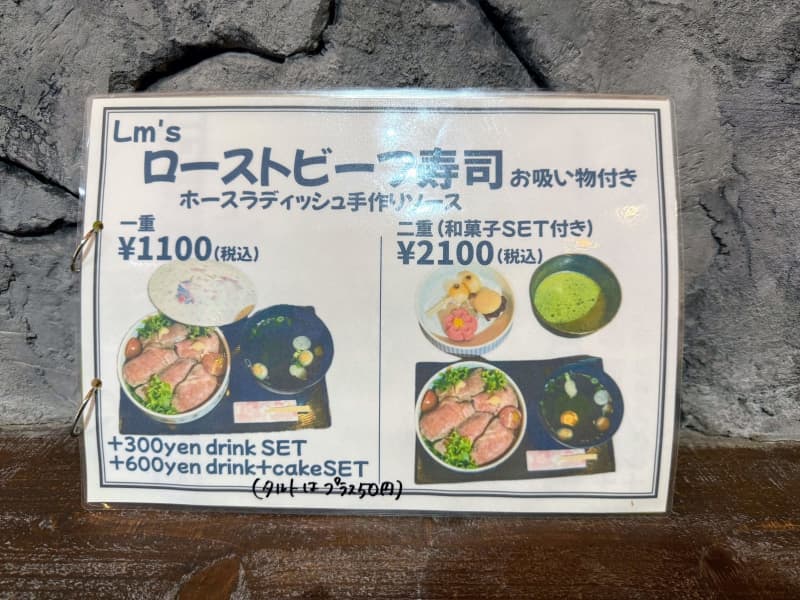 Lm's
ローストビーフ寿司 お吸い物付き
ホースラディッシュ手作りソース
一重
¥1100(税込)
二重(和菓子SET付き)
¥2100(税込)
+300yen drink SET
+600yen drink+cakeSET
(タルトはプラス50円)